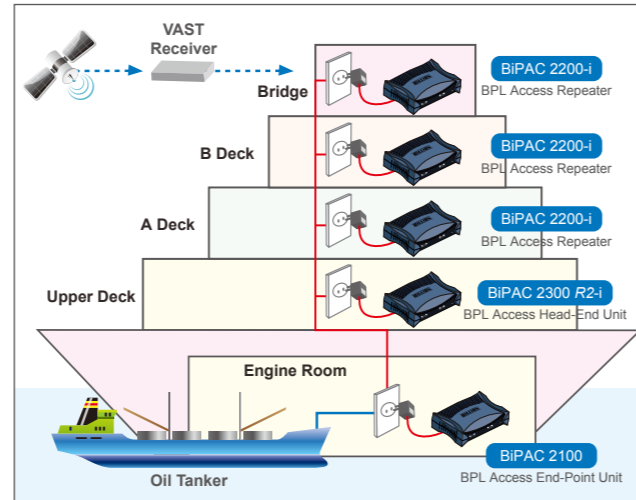 VAST
Receiver
Bridge
BiPAC 2200-i
BPL Access Repeater
B Deck
BiPAC 2200-i
BPL Access Repeater
A Deck
BiPAC 2200-i
BPL Access Repeater
Upper Deck
BiPAC 2300 R2-i
BPL Access Head-End Unit
Engine Room
BiPAC 2100
BPL Access End-Point Unit
Oil Tanker